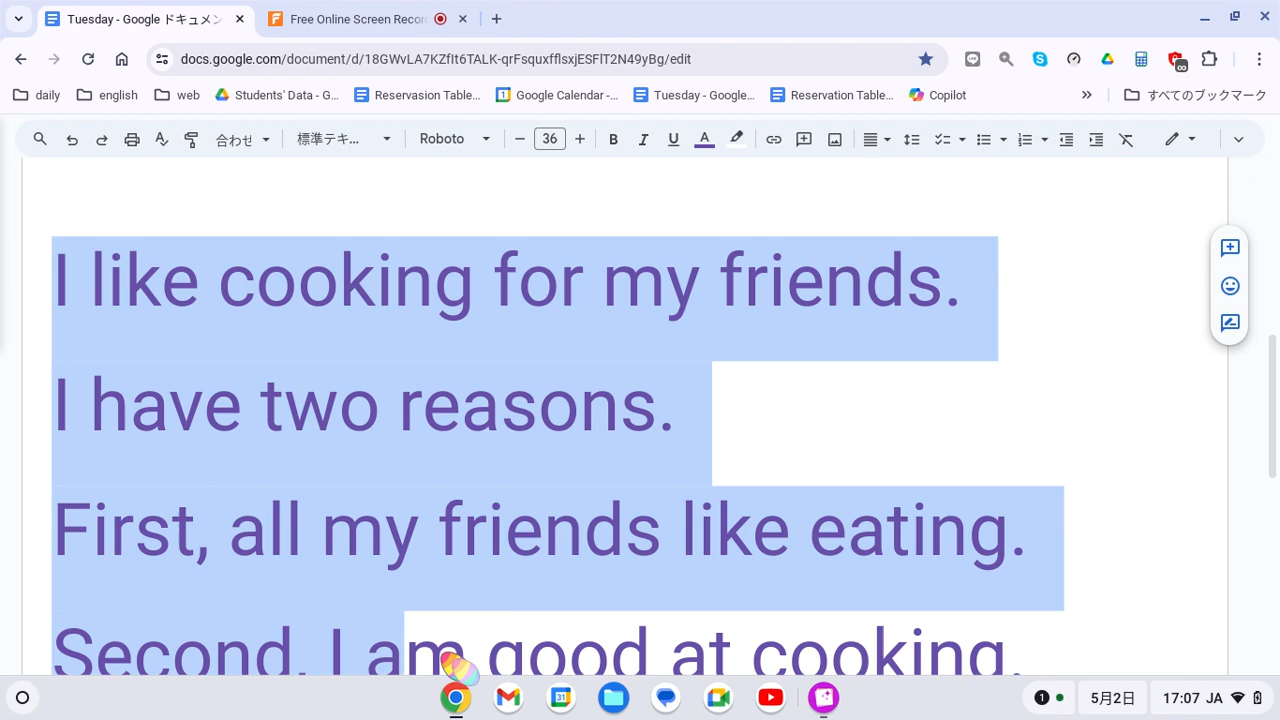 Tuesday - Google ドキュメン
Free Online Screen Recor
docs.google.com/document/d/18GWvLA7KZfIt6TALK-qrFsquxfflsxjESFlT2N49yBg/edit
daily
english
web
Students' Data - G...
Reservasion Table...
Google Calendar -...
Tuesday - Google...
Reservation Table...
Copilot
すべてのブックマーク
合わせ
標準テキ...
Roboto
36
I like cooking for my friends.
I have two reasons.
First, all my friends like eating.
Second, I am good at cooking.
1
5月2日
17:07 JA